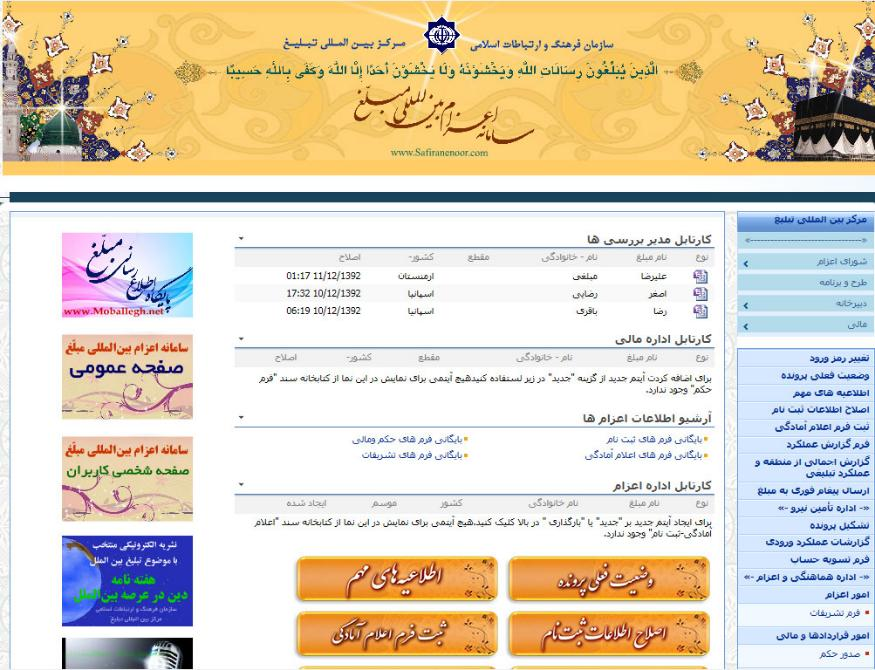 سازمان فرهنگ و ارتباطات اسلامی مرکز بین المللی تبلیغ
الَّذِينَ يُبَلِّغُونَ رِسَالَاتِ اللَّهِ وَيَخْشَوْنَهُ وَلَا يَخْشَوْنَ أَحَدًا إِلَّا اللَّهَ وَكَفَى بِاللَّهِ حَسِيبًا
سامانه اعزام بین المللی مبلّغ
www.Safiranenoor.com
مرکز بین المللی تبلیغ
شورای اعزام
طرح و برنامه
دبیرخانه
مالی
تغییر رمز ورود
وضعیت فعلی پرونده
اطلاعیه های مهم
اصلاح اطلاعات ثبت نام
ثبت فرم اعلام آمادگی
فرم گزارش عملکرد
گزارش اجمالی از منطقه و
عملکرد تبلیغی
ارسال پیغام فوری به مبلغ
«- اداره تأمین نیرو -»
تشکیل پرونده
گزارشات عملکرد ورودی
فرم تسویه حساب
«- اداره هماهنگی و اعزام -»
امور اعزام
فرم تشریفات
امور قراردادها و مالی
صدور حکم
کارتابل مدیر بررسی ها
نوع نام مبلغ نام - خانوادگی مقطع کشور- اصلاح
علیرضا مبلغی ارمنستان 11/12/1392 01:17
اصغر رضایی اسپانیا 10/12/1392 17:32
رضا باقری اسپانیا 10/12/1392 06:19
کارتابل اداره مالی
نوع نام مبلغ نام - خانوادگی مقطع کشور- اصلاح
برای اضافه کردت آیتم جدید از گزینه "جدید" در زیر لستفاده کنیدهیچ آیتمی برای نمایش در این نما از کتابخانه سند "فرم
حکم" وجود ندارد.
آرشیو اطلاعات اعزام ها
بایگانی فرم های ثبت نام بایگانی فرم های حکم ومالی
بایگانی فرم های اعلام آمادگی بایگانی فرم های تشریفات
کارتابل اداره اعزام
نوع نام مبلغ نام خانوادگی کشور موسم ایجاد شده
برای ایجاد آیتم جدید بر "جدید" یا "بارگذاری " در بالا کلیک کنید.هیچ آیتمی برای نمایش در این نما از کتابخانه سند "اعلام
آمادگی-ثبت نام" وجود ندارد.
وضعیت فعلی پرونده اطلاعیه های مهم
اصلاح اطلاعات ثبت نام ثبت فرم اعلام آمادگی
پایگاه اطلاع رسانی مبلّغ
www.Moballegh.net
سامانه اعزام بین المللی مبلّغ
صفحه عمومی
سامانه اعزام بین المللی مبلّغ
صفحه شخصی کاربران
نشریه الکترونیکی منتخب
با موضوع تبلیغ بین الملل
هفته نامه
دین در عرصه بین الملل
سازمان فرهنگ و ارتباطات اسلامی
مرکز بین المللی تبلیغ